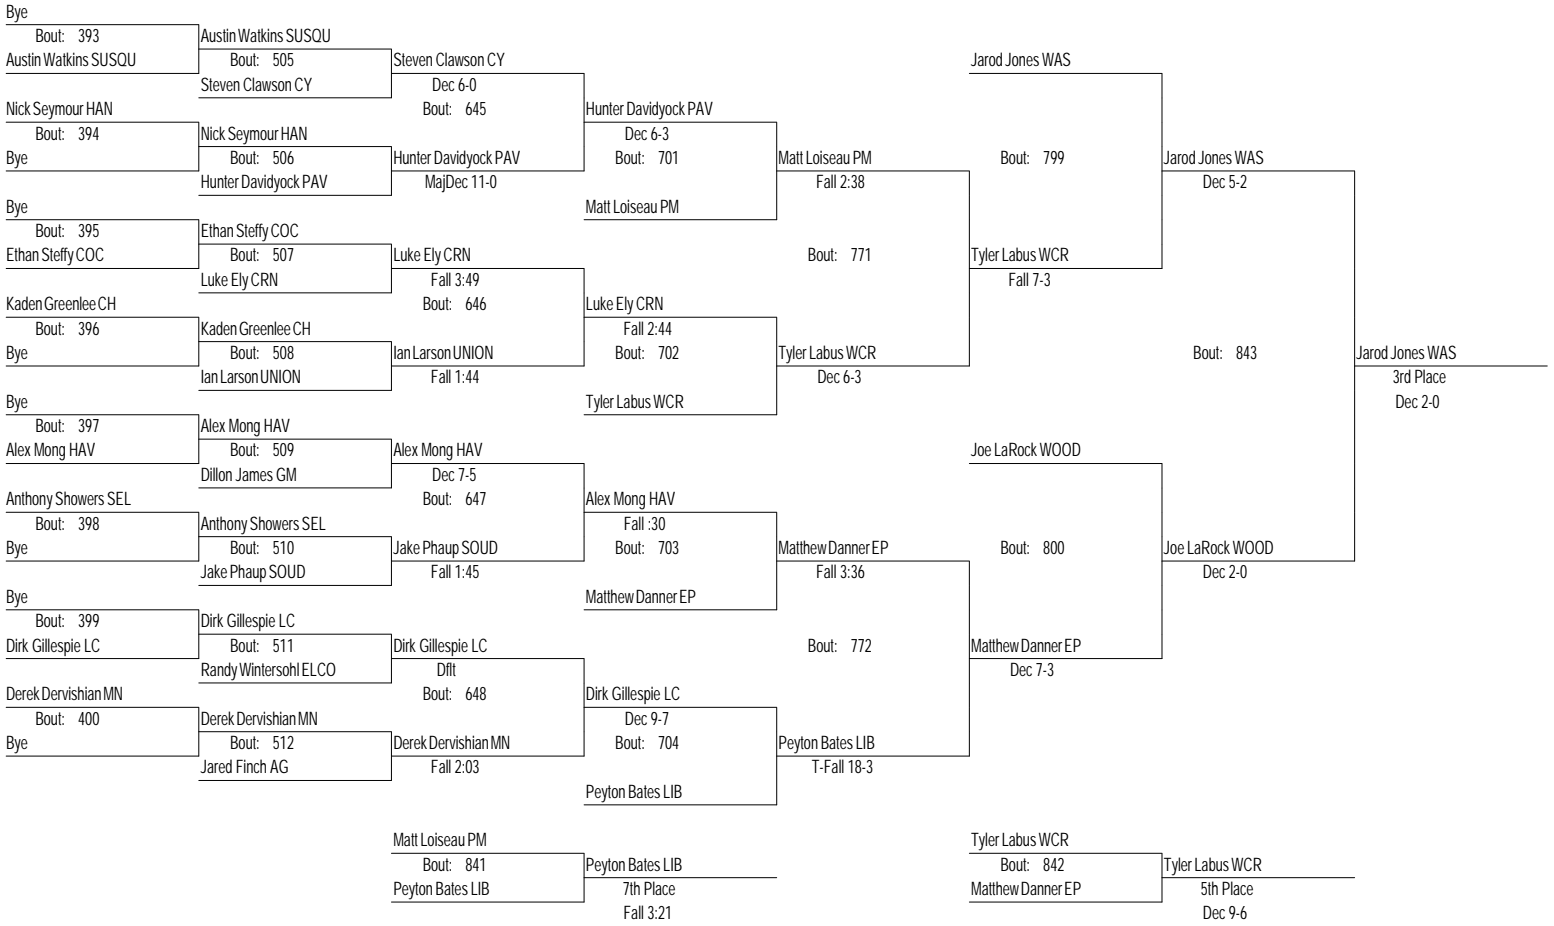 Bye
Bout: 393
Austin Watkins SUSQU
Nick Seymour HAN
Bout: 394
Bye
Bye
Bout: 395
Ethan Steffy COC
Kaden Greenlee CH
Bout: 396
Bye
Bye
Bout: 397
Alex Mong HAV
Anthony Showers SEL
Bout: 398
Bye
Bye
Bout: 399
Dirk Gillespie LC
Derek Dervishian MN
Bout: 400
Bye
Austin Watkins SUSQU
Bout: 505
Steven Clawson CY
Nick Seymour HAN
Bout: 506
Hunter Davidyock PAV
Ethan Steffy COC
Bout: 507
Luke Ely CRN
Kaden Greenlee CH
Bout: 508
Ian Larson UNION
Alex Mong HAV
Bout: 509
Dillon James GM
Anthony Showers SEL
Bout: 510
Jake Phaup SOUD
Dirk Gillespie LC
Bout: 511
Randy Wintersohl ELCO
Derek Dervishian MN
Bout: 512
Jared Finch AG
Steven Clawson CY
Dec 6-0
Bout: 645
Hunter Davidyock PAV
MajDec 11-0
Luke Ely CRN
Fall 3:49
Bout: 646
Ian Larson UNION
Fall 1:44
Alex Mong HAV
Dec 7-5
Bout: 647
Jake Phaup SOUD
Fall 1:45
Dirk Gillespie LC
Dflt
Bout: 648
Derek Dervishian MN
Fall 2:03
Hunter Davidyock PAV
Dec 6-3
Bout: 701
Matt Loiseau PM
Luke Ely CRN
Fall 2:44
Bout: 702
Tyler Labus WCR
Alex Mong HAV
Fall :30
Bout: 703
Matthew Danner EP
Dirk Gillespie LC
Dec 9-7
Bout: 704
Peyton Bates LIB
Matt Loiseau PM
Fall 2:38
Bout: 771
Tyler Labus WCR
Dec 6-3
Matthew Danner EP
Fall 3:36
Bout: 772
Peyton Bates LIB
T-Fall 18-3
Jarod Jones WAS
Bout: 799
Tyler Labus WCR
Fall 7-3
Joe LaRock WOOD
Bout: 800
Matthew Danner EP
Dec 7-3
Jarod Jones WAS
Dec 5-2
Bout: 843
Joe LaRock WOOD
Dec 2-0
Jarod Jones WAS
3rd Place
Dec 2-0
Matt Loiseau PM
Bout: 841
Peyton Bates LIB
Peyton Bates LIB
7th Place
Fall 3:21
Tyler Labus WCR
Bout: 842
Matthew Danner EP
Tyler Labus WCR
5th Place
Dec 9-6